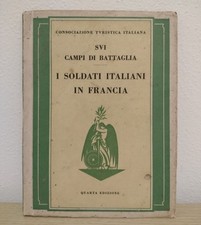 CONSOCIAZIONE TVRISTICA ITALIANA
SVI
CAMPI DI BATTAGLIA
I SOLDATI ITALIANI
IN FRANCIA
QUARTA EDIZIONE